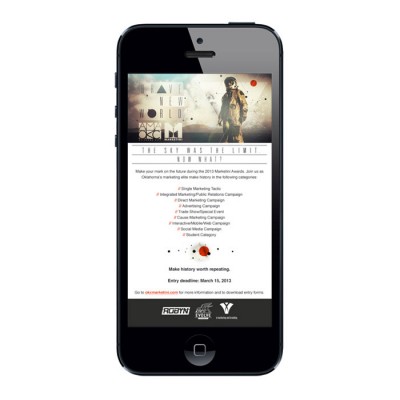 BRAVE
NEW
WORLD
OKC
THE SKY WAS THE LIMIT
NOW WHAT?
Make your mark on the future during the 2013 Marketini Awards. Join us as
Oklahoma's marketing elite make history in the following categories:
// Single Marketing Tactic
// Integrated Marketing/Public Relations Campaign
// Direct Marketing Campaign
// Advertising Campaign
// Trade Show/Special Event
// Cause Marketing Campaign
// Interactive/Mobile/Web Campaign
// Social Media Campaign
// Student Category
Make history worth repeating.
Entry deadline: March 15, 2013
Go to okcmarketini.com for more information and to download entry forms.